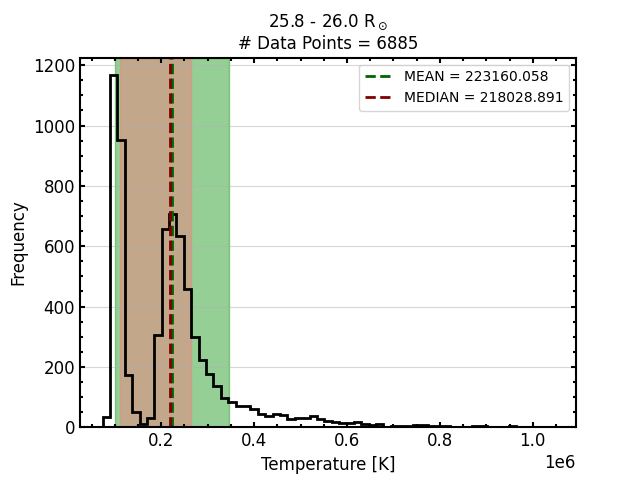 25.8 - 26.0 R⊙
# Data Points = 6885
MEAN = 223160.058
MEDIAN = 218028.891
Frequency
1200
1000
800
600
400
200
0
0.2 0.4 0.6 0.8 1.0
1e6
Temperature [K]